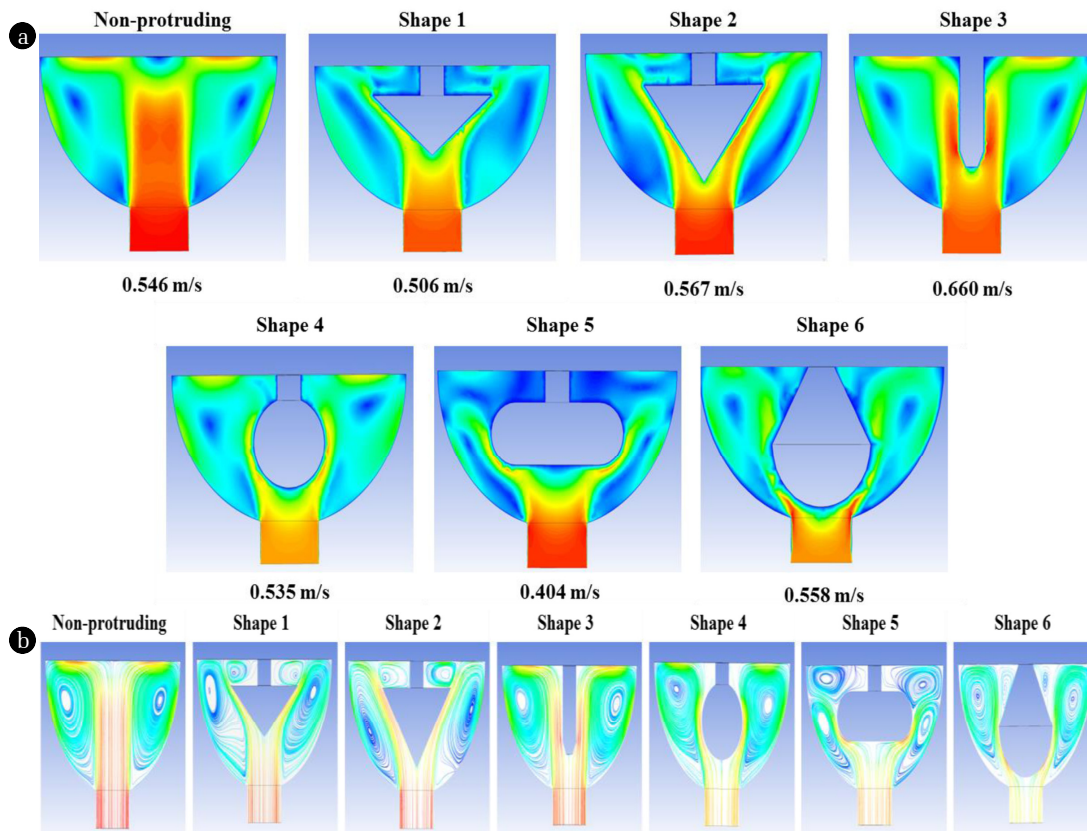 a
Non-protruding
Shape 1
Shape 2
Shape 3
0.546 m/s
0.506 m/s
0.567 m/s
0.660 m/s
Shape 4
Shape 5
Shape 6
0.535 m/s
0.404 m/s
0.558 m/s
b
Non-protruding
Shape 1
Shape 2
Shape 3
Shape 4
Shape 5
Shape 6